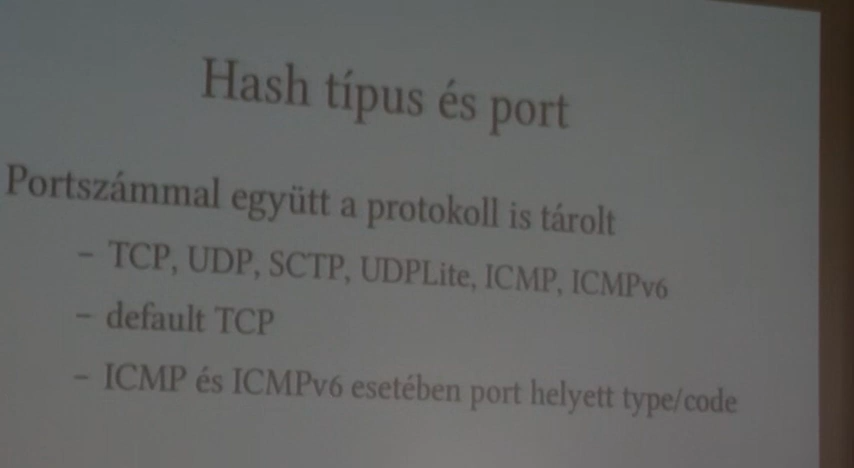 Hash típus és port
Portszámmal együtt a protokoll is tárolt
– TCP, UDP, SCTP, UDPLite, ICMP, ICMPv6
– default TCP
– ICMP és ICMPv6 esetében port helyett type/code